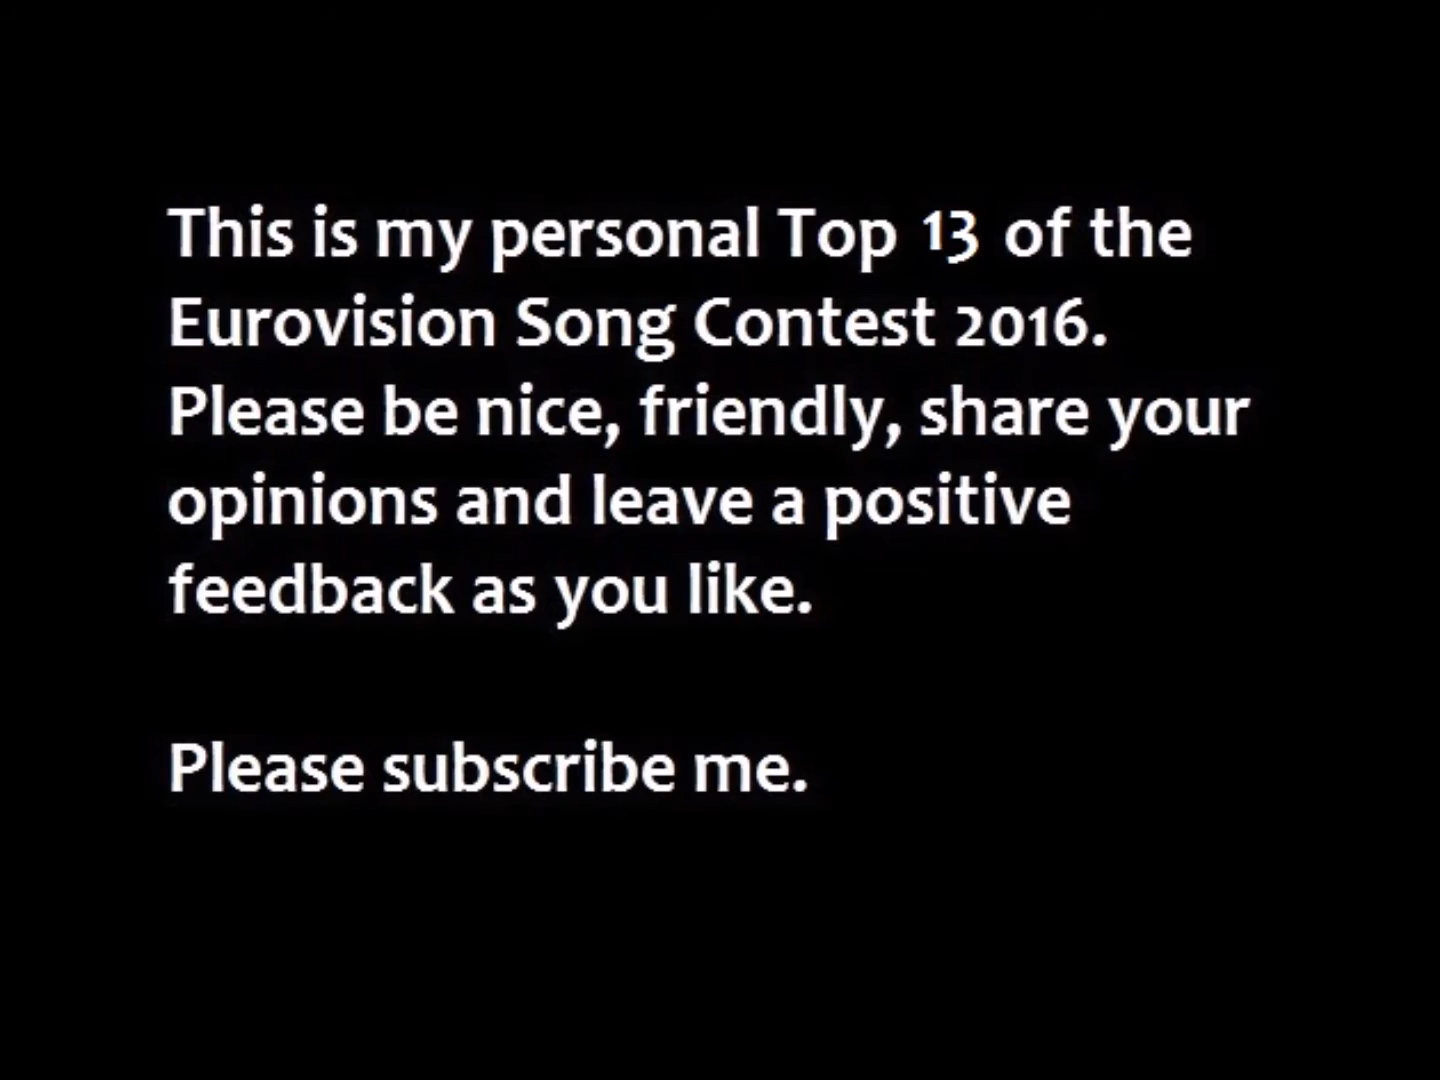 This is my personal Top 13 of the
Eurovision Song Contest 2016.
Please be nice, friendly, share your
opinions and leave a positive
feedback as you like.
Please subscribe me.